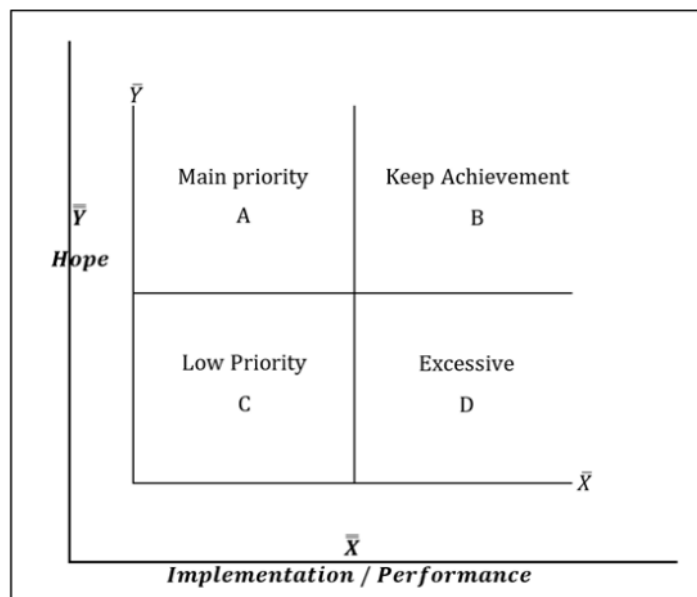 Ȳ
Main priority
A
Keep Achievement
B
Y̿
Hope
Low Priority
C
Excessive
D
X̄
X̿
Implementation / Performance